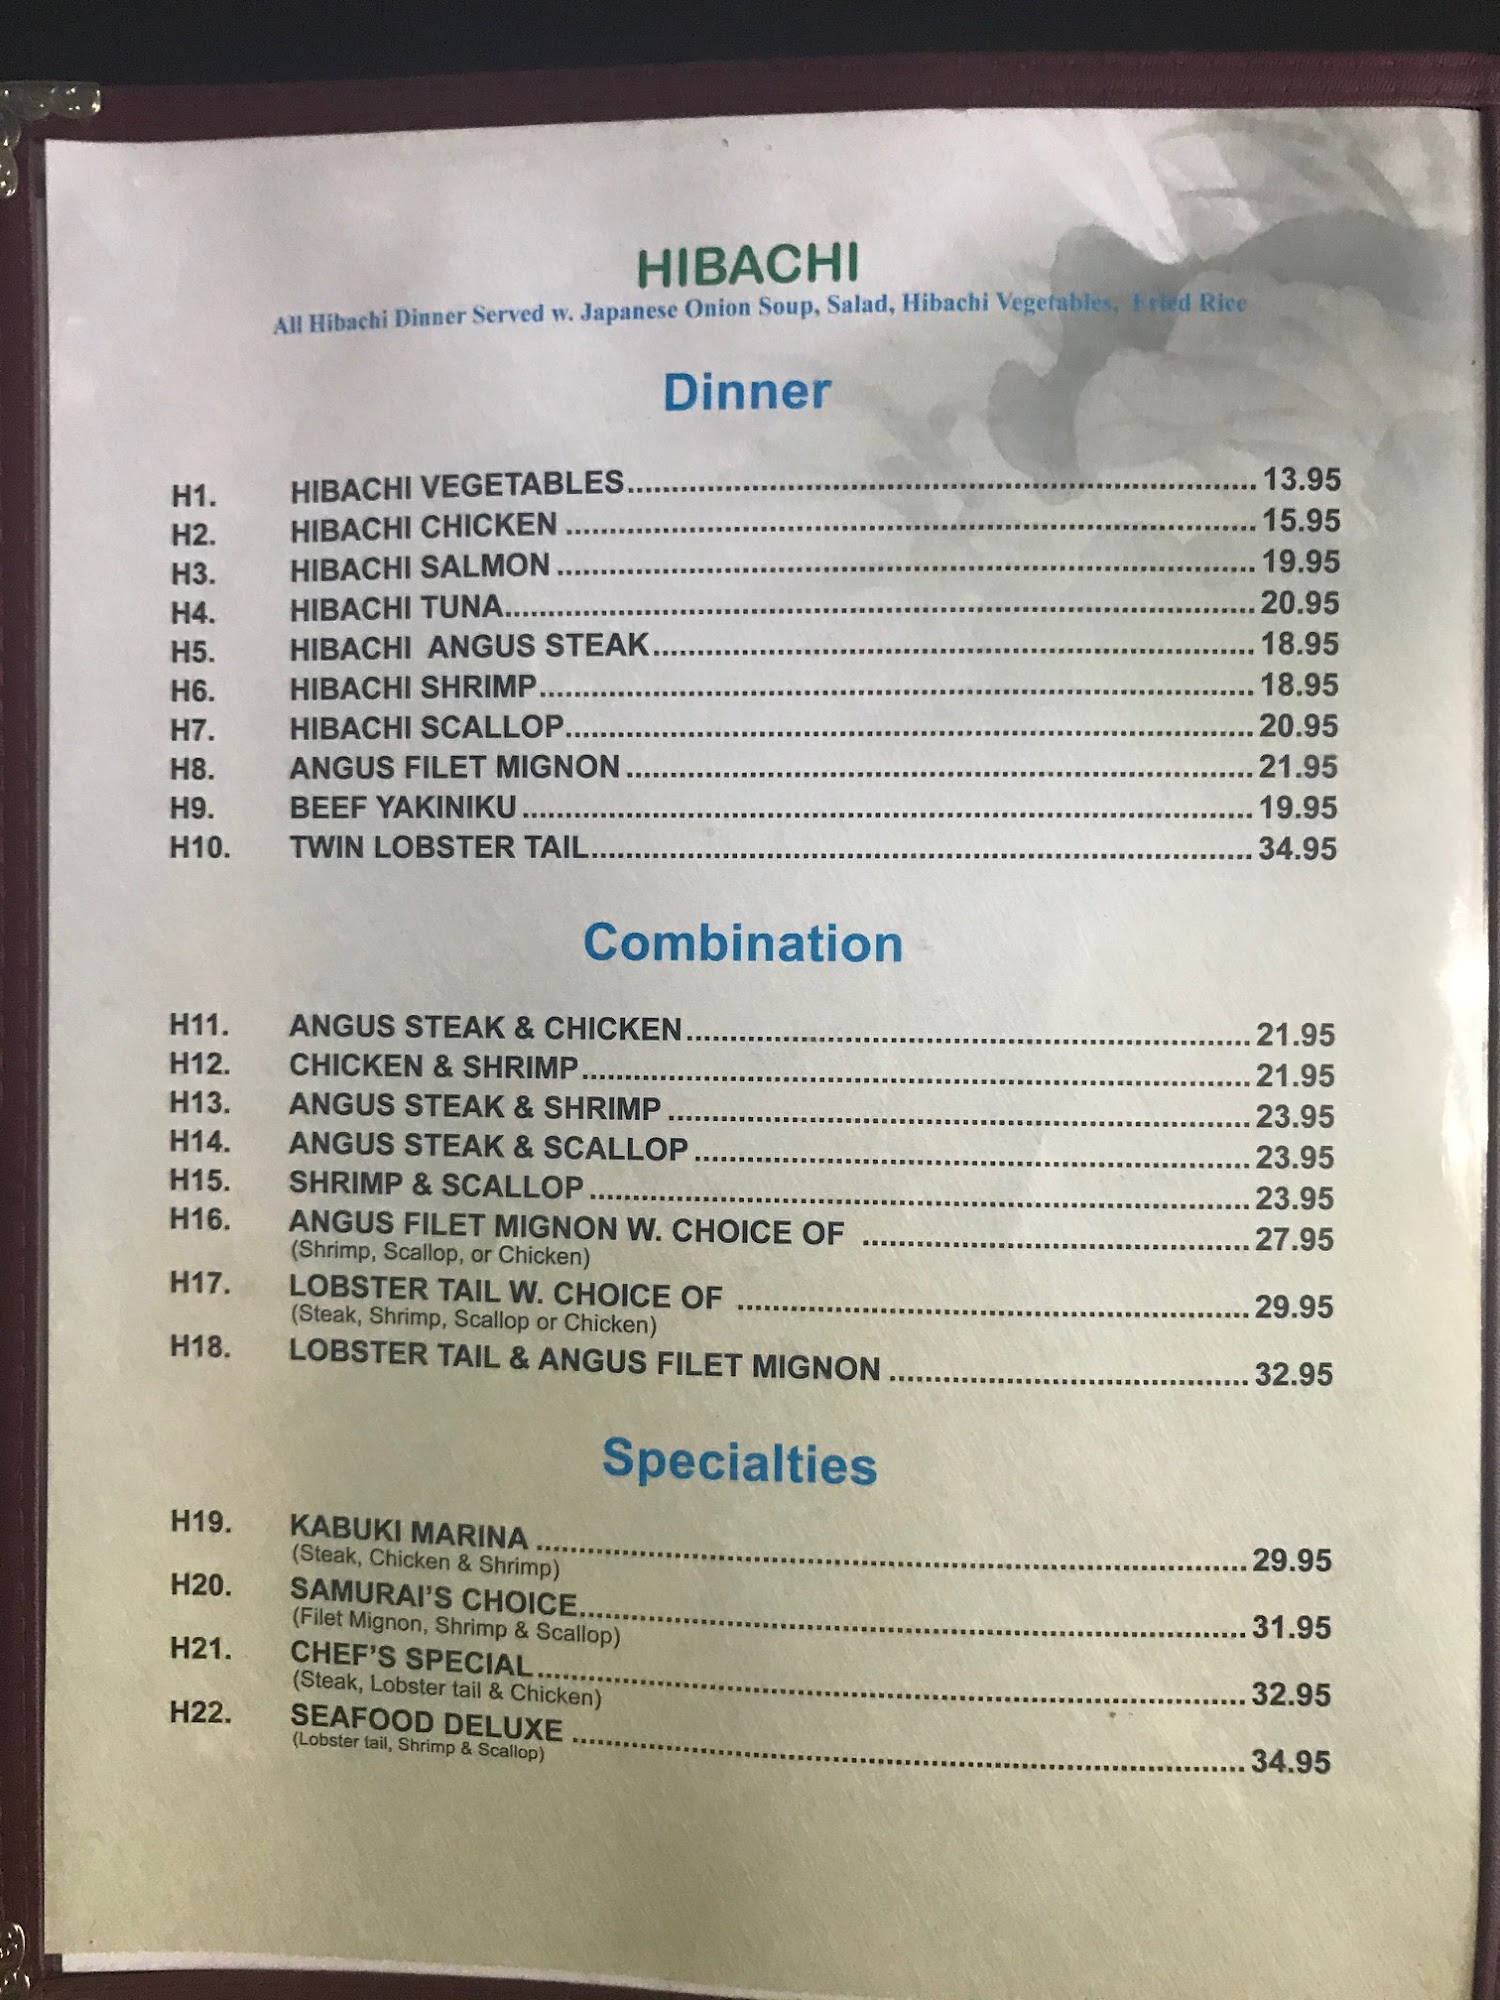 HIBACHI
All Hibachi Dinner Served w. Japanese Onion Soup, Salad, Hibachi Vegetables, Fried Rice
Dinner
H1. HIBACHI VEGETABLES 13.95
H2. HIBACHI CHICKEN 15.95
H3. HIBACHI SALMON 19.95
H4. HIBACHI TUNA 20.95
H5. HIBACHI ANGUS STEAK 18.95
H6. HIBACHI SHRIMP 18.95
H7. HIBACHI SCALLOP 20.95
H8. ANGUS FILET MIGNON 21.95
H9. BEEF YAKINIKU 19.95
H10. TWIN LOBSTER TAIL 34.95
Combination
H11. ANGUS STEAK & CHICKEN 21.95
H12. CHICKEN & SHRIMP 21.95
H13. ANGUS STEAK & SHRIMP 23.95
H14. ANGUS STEAK & SCALLOP 23.95
H15. SHRIMP & SCALLOP 23.95
H16. ANGUS FILET MIGNON W. CHOICE OF 27.95
(Shrimp, Scallop, or Chicken)
H17. LOBSTER TAIL W. CHOICE OF 29.95
(Steak, Shrimp, Scallop or Chicken)
H18. LOBSTER TAIL & ANGUS FILET MIGNON 32.95
Specialties
H19. KABUKI MARINA 29.95
(Steak, Chicken & Shrimp)
H20. SAMURAI'S CHOICE 31.95
(Filet Mignon, Shrimp & Scallop)
H21. CHEF'S SPECIAL 32.95
(Steak, Lobster tail & Chicken)
H22. SEAFOOD DELUXE 34.95
(Lobster tail, Shrimp & Scallop)